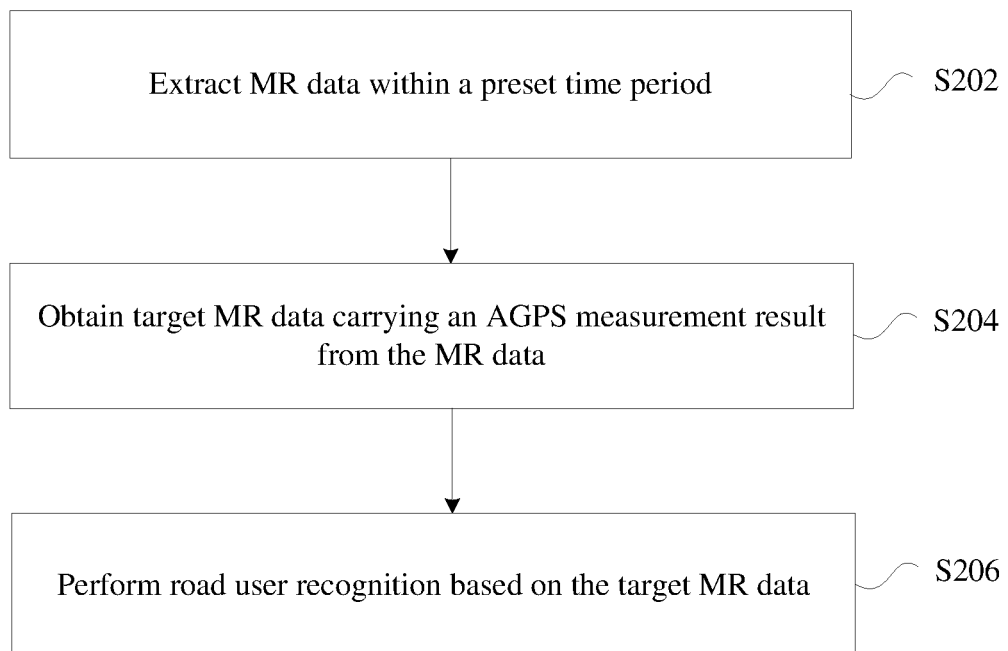 Extract MR data within a preset time period
S202
Obtain target MR data carrying an AGPS measurement result
from the MR data
S204
Perform road user recognition based on the target MR data
S206